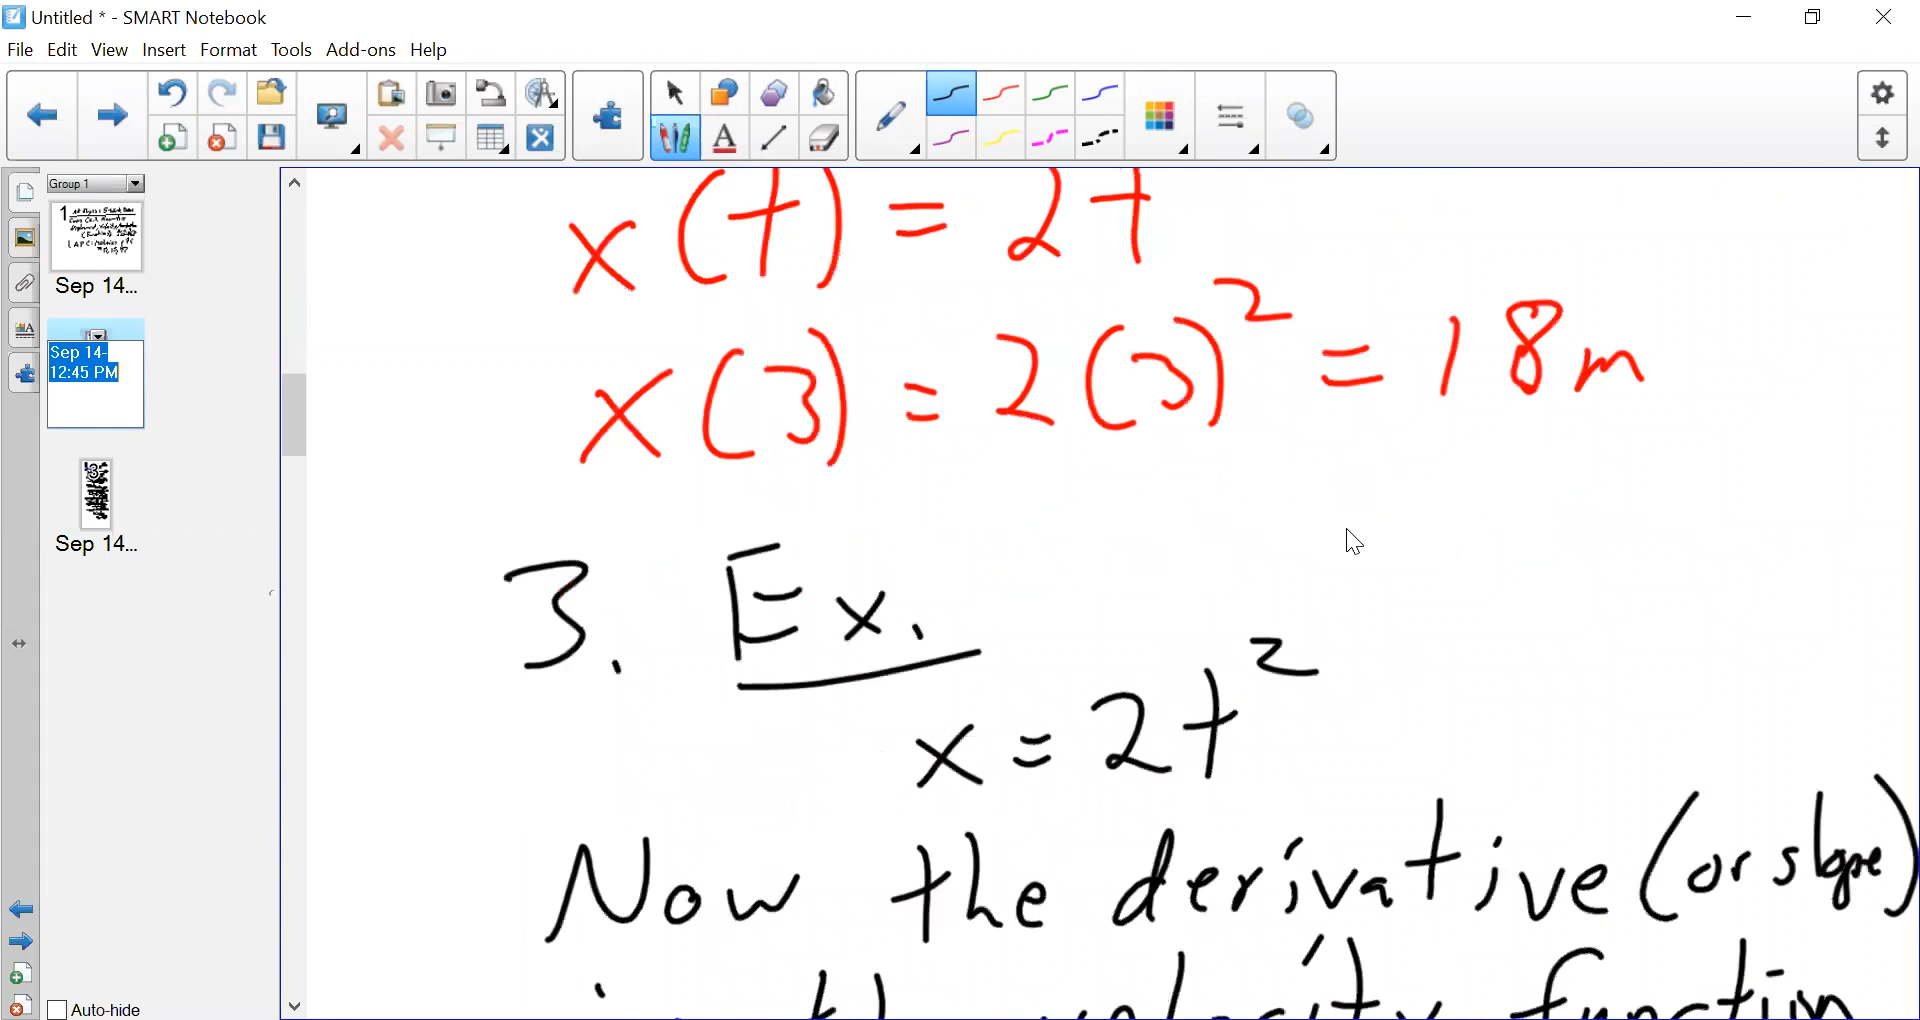 Untitled * - SMART Notebook
File Edit View Insert Format Tools Add-ons Help
Group 1
Sep 14...
Sep 14-
12:45 PM
Sep 14...
Auto-hide
x(t) = 2t
x(3) = 2(3)² = 18m
3. Ex.
x = 2t²
Now the derivative (or slope)
velocity function